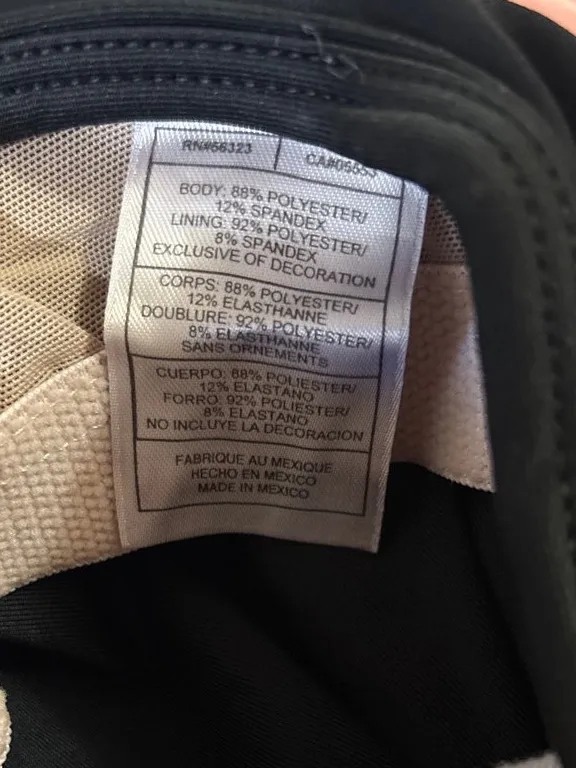 RN#66323
BODY: 88% POLYESTER/
12% SPANDEX
LINING: 92% POLYESTER/
8% SPANDEX
EXCLUSIVE OF DECORATION
CORPS: 88% POLYESTER/
12% ELASTHANNE
DOUBLURE: 92% POLYESTER/
8% ELASTHANNE
SANS ORNEMENTS
CUERPO: 88% POLIESTER/
12% ELASTANO
FORRO: 92% POLIESTER/
8% ELASTANO
NO INCLUYE LA DECORACION
FABRIQUE AU MEXIQUE
HECHO EN MEXICO
MADE IN MEXICO